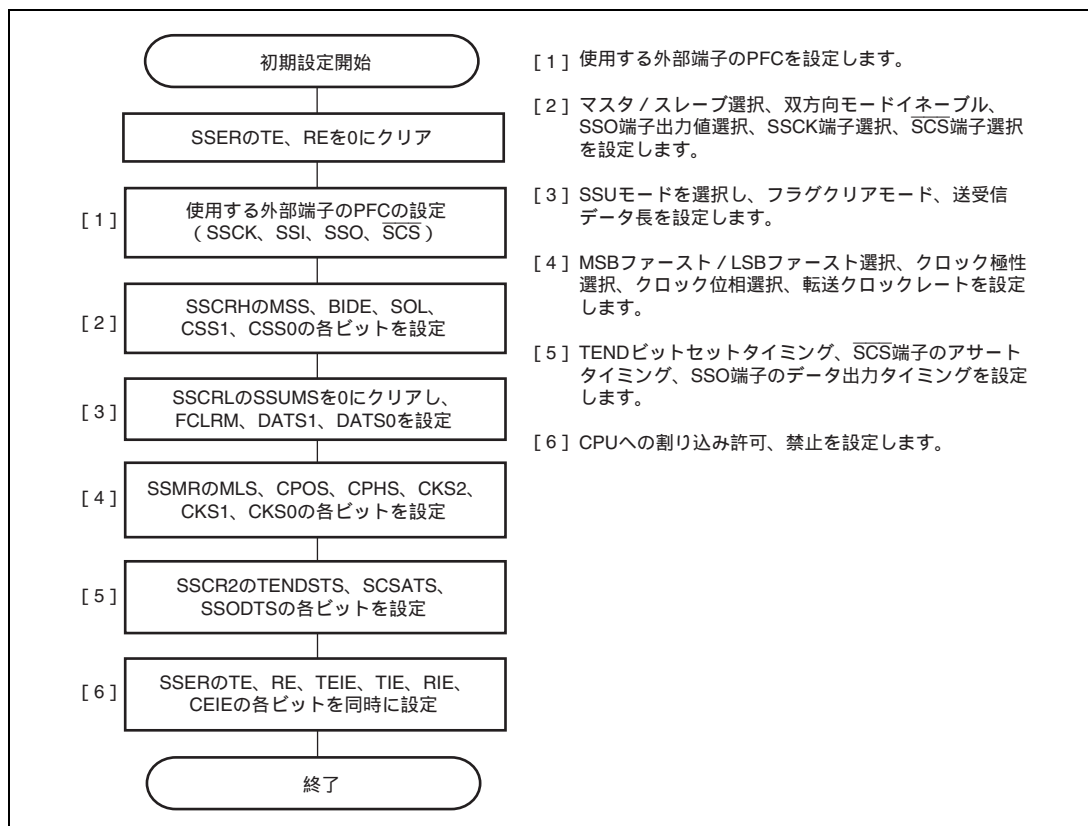 初期設定開始
SSERのTE、REを0にクリア
[ 1 ]
使用する外部端子のPFCの設定
( SSCK、SSI、SSO、SCS )
[ 2 ]
SSCRHのMSS、BIDE、SOL、
CSS1、CSS0の各ビットを設定
[ 3 ]
SSCRLのSSUMSを0にクリアし、
FCLRM、DATS1、DATS0を設定
[ 4 ]
SSMRのMLS、CPOS、CPHS、CKS2、
CKS1、CKS0の各ビットを設定
[ 5 ]
SSCR2のTENDSTS、SCSATS、
SSODTSの各ビットを設定
[ 6 ]
SSERのTE、RE、TEIE、TIE、RIE、
CEIEの各ビットを同時に設定
終了
[ 1 ] 使用する外部端子のPFCを設定します。
[ 2 ] マスタ / スレーブ選択、双方向モードイネーブル、
SSO端子出力値選択、SSCK端子選択、SCS端子選択
を設定します。
[ 3 ] SSUモードを選択し、フラグクリアモード、送受信
データ長を設定します。
[ 4 ] MSBファースト / LSBファースト選択、クロック極性
選択、クロック位相選択、転送クロックレートを設定
します。
[ 5 ] TENDビットセットタイミング、SCS端子のアサート
タイミング、SSO端子のデータ出力タイミングを設定
します。
[ 6 ] CPUへの割り込み許可、禁止を設定します。